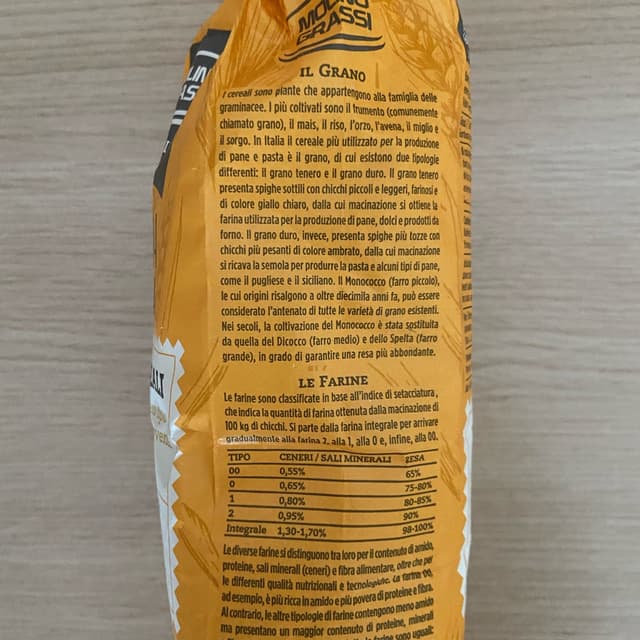 MOLINO
GRASSI
IL GRANO
I cereali sono piante che appartengono alla famiglia delle
graminacee. I più coltivati sono il frumento (comunemente
chiamato grano), il mais, il riso, l'orzo, l'avena, il miglio e
il sorgo. In Italia il cereale più utilizzato per la produzione
di pane e pasta è il grano, di cui esistono due tipologie
differenti: il grano tenero e il grano duro. Il grano tenero
presenta spighe sottili con chicchi piccoli e leggeri, farinosi e
di colore giallo chiaro, dalla cui macinazione si ottiene la
farina utilizzata per la produzione di pane, dolci e prodotti da
forno. Il grano duro, invece, presenta spighe più tozze con
chicchi più pesanti di colore ambrato, dalla cui macinazione
si ricava la semola per produrre la pasta e alcuni tipi di pane,
come il pugliese e il siciliano. Il Monococco (farro piccolo),
le cui origini risalgono a oltre diecimila anni fa, può essere
considerato l'antenato di tutte le varietà di grano esistenti.
Nei secoli, la coltivazione del Monococco è stata sostituita
da quella del Dicocco (farro medio) e dello Spelta (farro
grande), in grado di garantire una resa più abbondante.
LE FARINE
Le farine sono classificate in base all'indice di setacciatura,
che indica la quantità di farina ottenuta dalla macinazione di
100 kg di chicchi. Si parte dalla farina integrale per arrivare
gradualmente alla farina 2, alla 1, alla 0 e, infine, alla 00.
TIPO CENERI / SALI MINERALI RESA
00 0,55% 65%
0 0,65% 75-80%
1 0,80% 80-85%
2 0,95% 90%
Integrale 1,30-1,70% 98-100%
Le diverse farine si distinguono tra loro per il contenuto di amido,
proteine, sali minerali (ceneri) e fibra alimentare, oltre che per
le differenti qualità nutrizionali e tecnologiche. La farina 00,
ad esempio, è più ricca in amido e più povera di proteine e fibra.
Al contrario, le altre tipologie di farine contengono meno amido
ma presentano un maggior contenuto di proteine, minerali